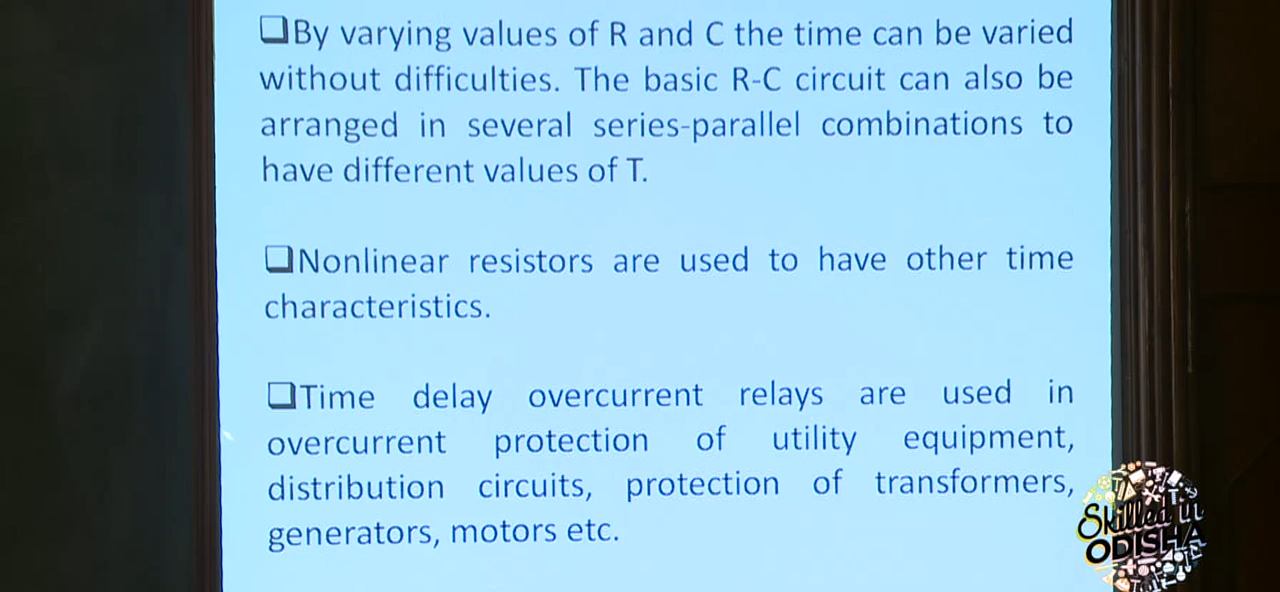 ❑By varying values of R and C the time can be varied
without difficulties. The basic R-C circuit can also be
arranged in several series-parallel combinations to
have different values of T.
❑Nonlinear resistors are used to have other time
characteristics.
❑Time delay overcurrent relays are used in
overcurrent protection of utility equipment,
distribution circuits, protection of transformers,
generators, motors etc.
Skilled in
ODISHA